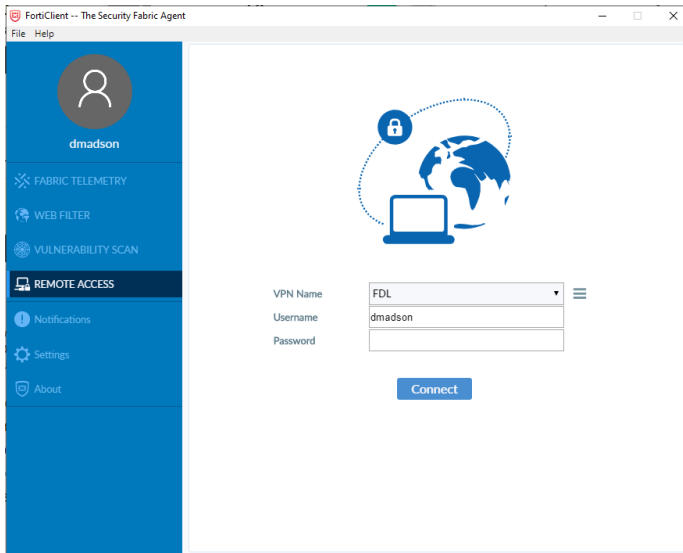 FortiClient -- The Security Fabric Agent
File Help
dmadson
FABRIC TELEMETRY
WEB FILTER
VULNERABILITY SCAN
REMOTE ACCESS
Notifications
Settings
About
VPN Name FDL
Username dmadson
Password
Connect